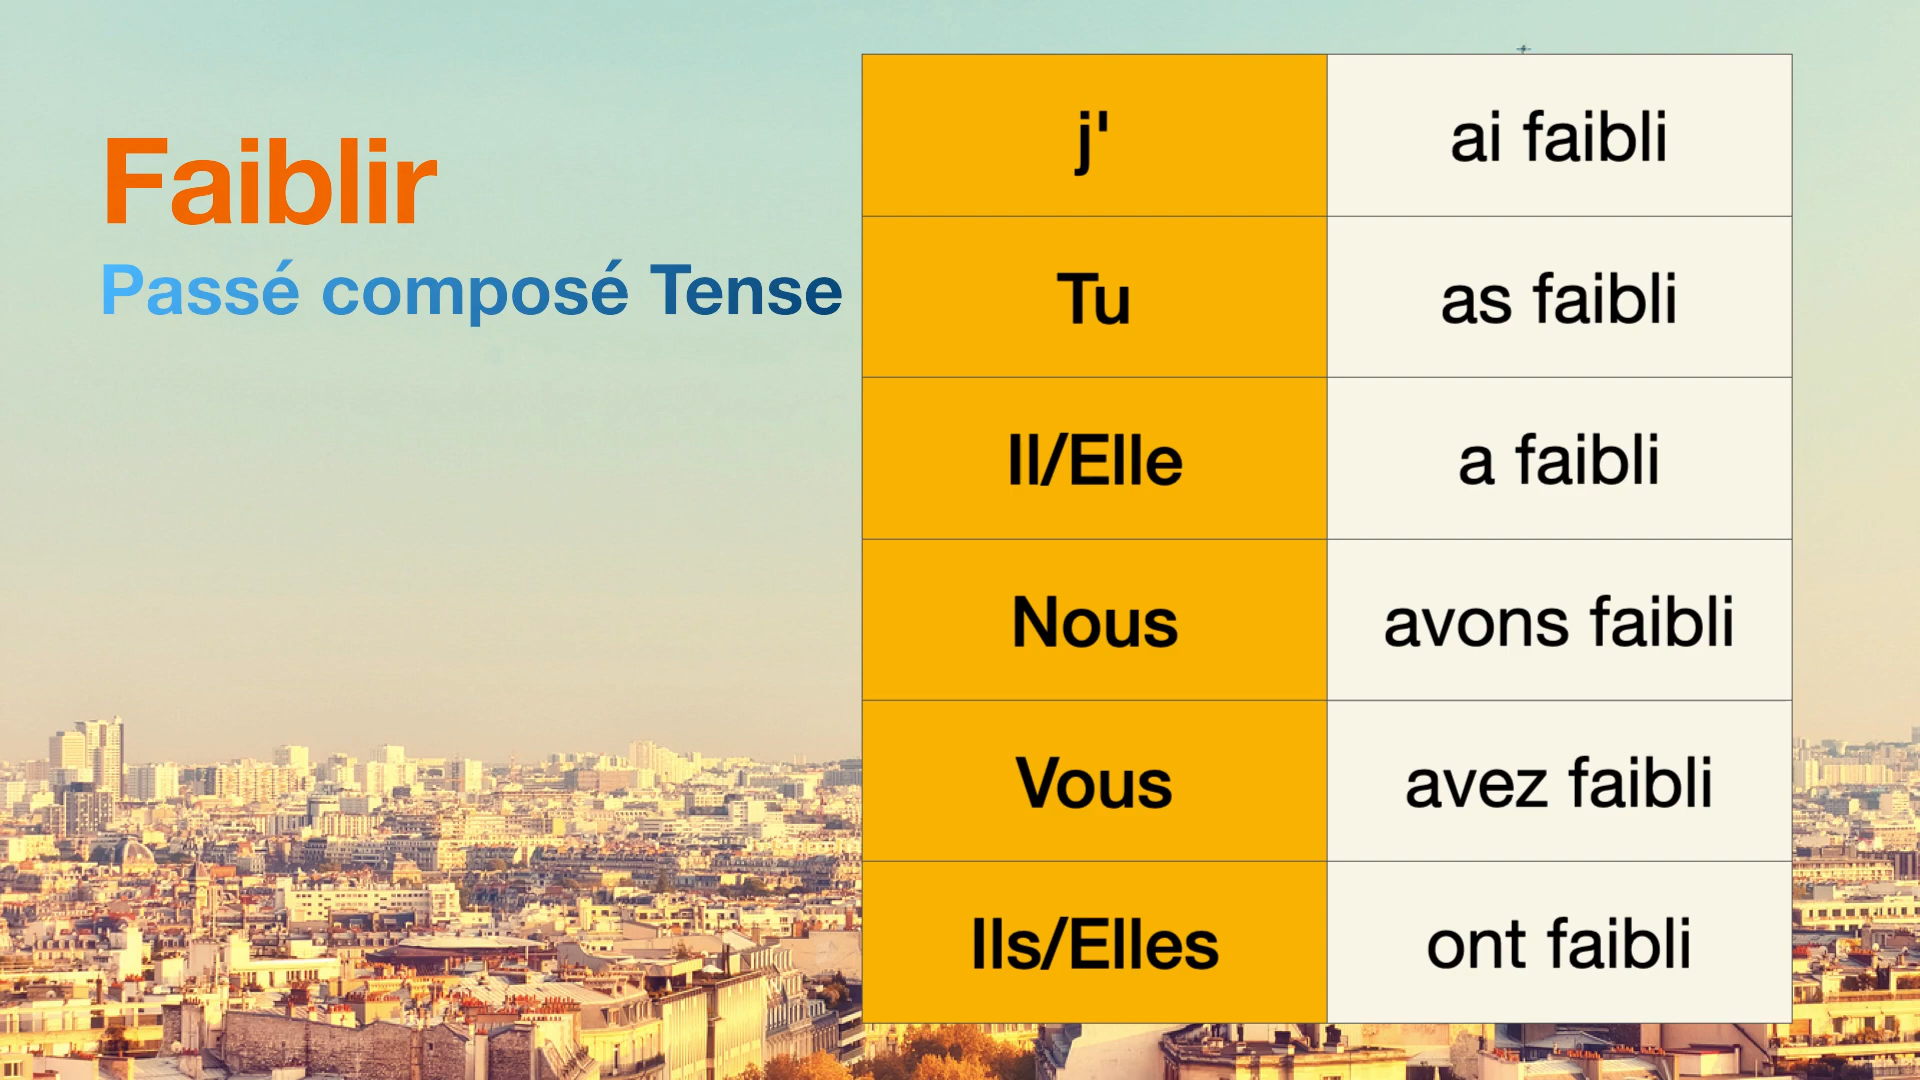 Faiblir
Passé composé Tense
j' ai faibli
Tu as faibli
Il/Elle a faibli
Nous avons faibli
Vous avez faibli
Ils/Elles ont faibli